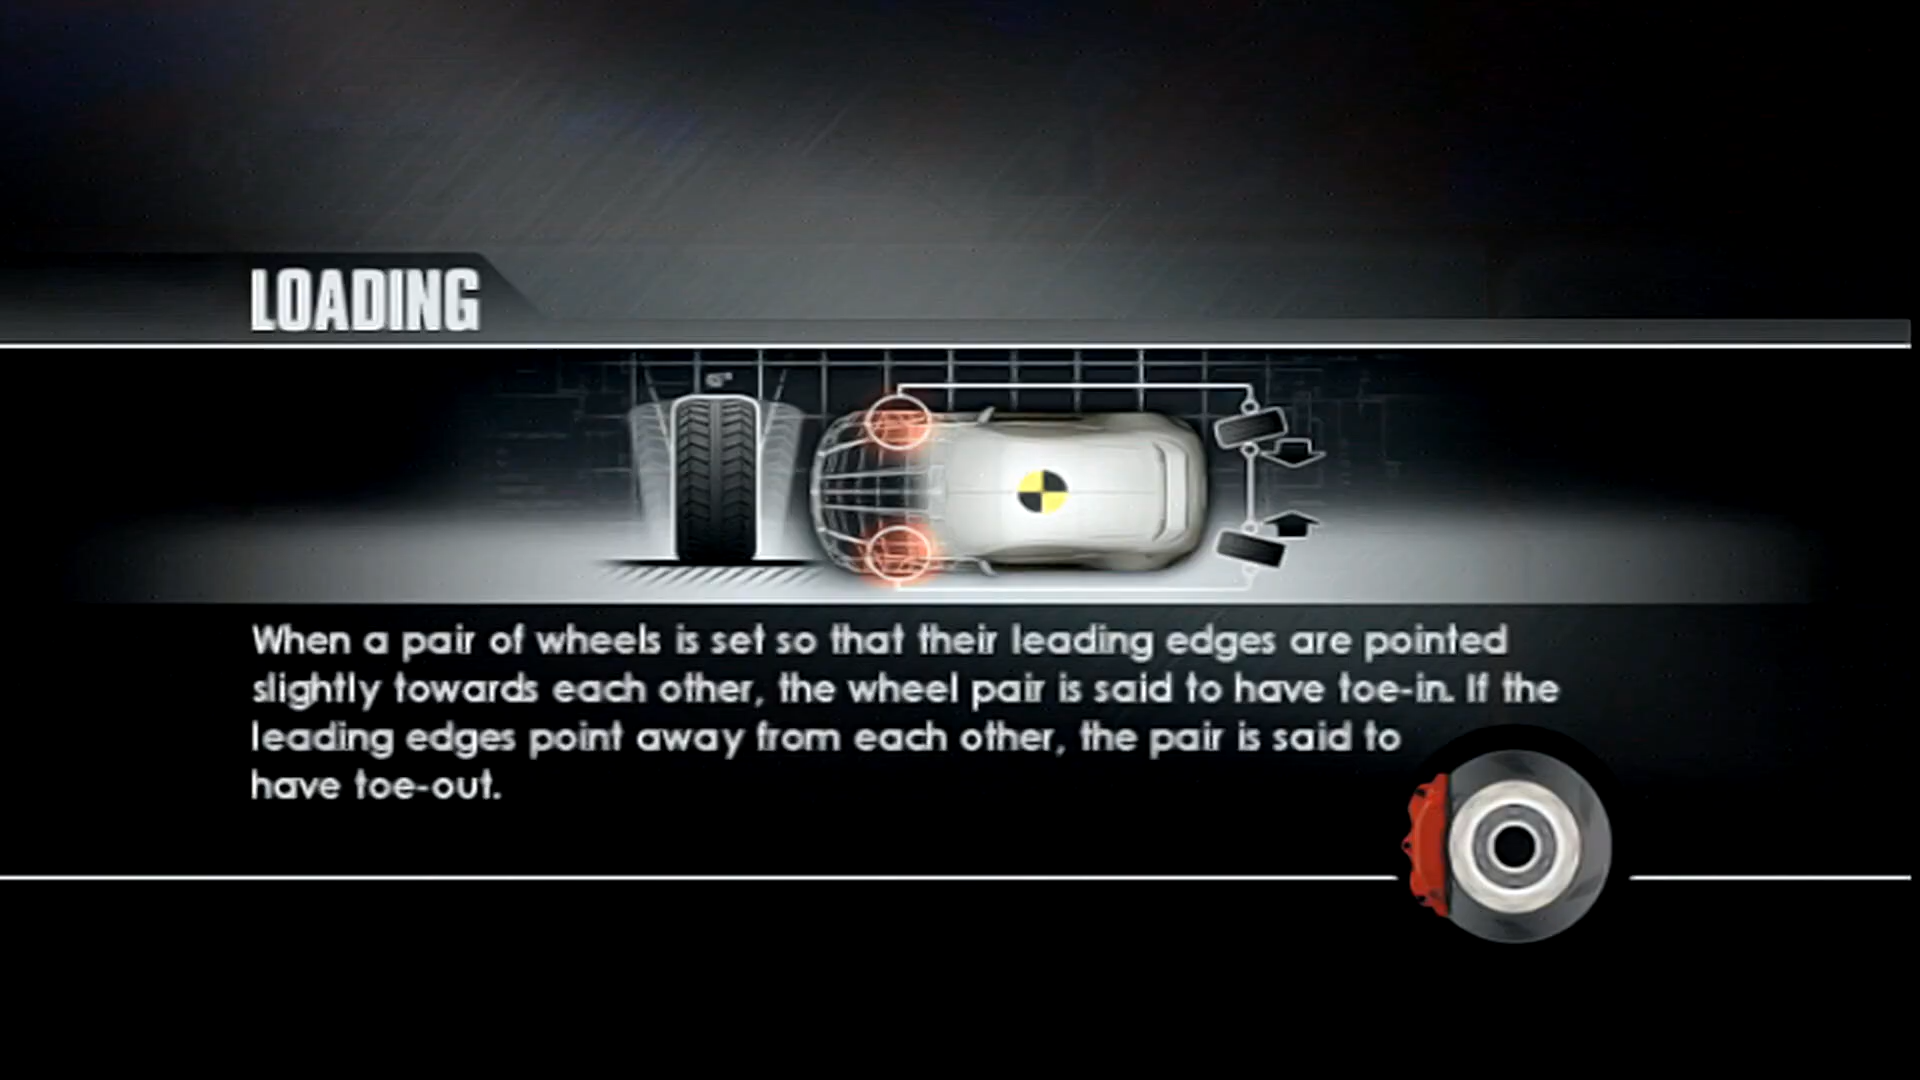 LOADING
When a pair of wheels is set so that their leading edges are pointed
slightly towards each other, the wheel pair is said to have toe-in. If the
leading edges point away from each other, the pair is said to
have toe-out.